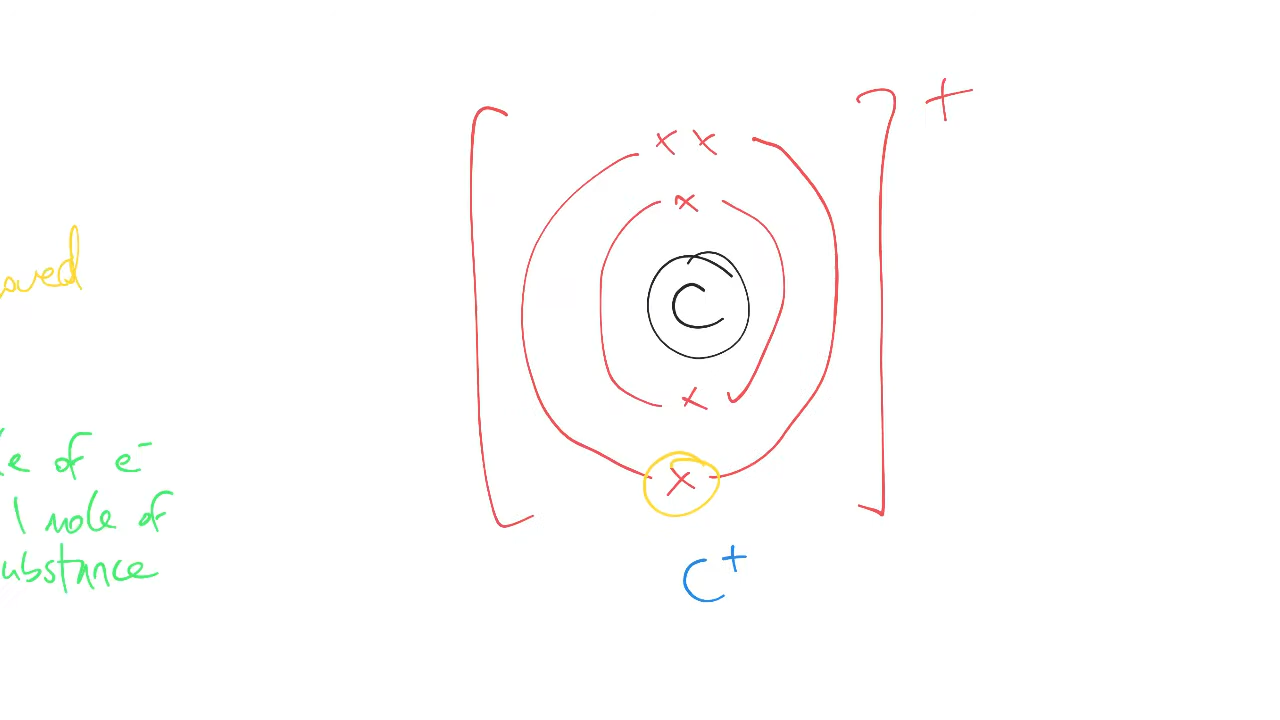 oved
e of e⁻
1 mole of
ubstance
[ x x
x
C
x
x ] +
C⁺